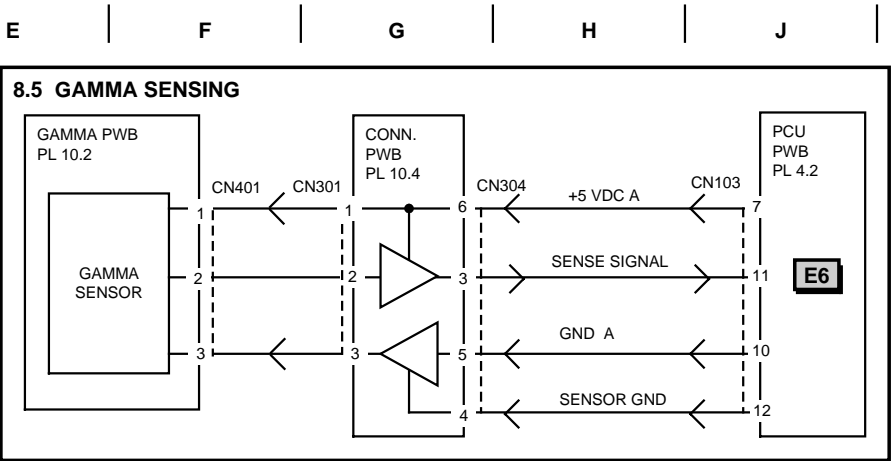 E F G H J
8.5 GAMMA SENSING
GAMMA PWB
PL 10.2
CONN.
PWB
PL 10.4
PCU
PWB
PL 4.2
CN401 CN301 CN304 CN103
+5 VDC A
1 1 6 7
GAMMA
SENSOR
SENSE SIGNAL
2 2 3 11
E6
GND A
3 3 5 10
SENSOR GND
4 12